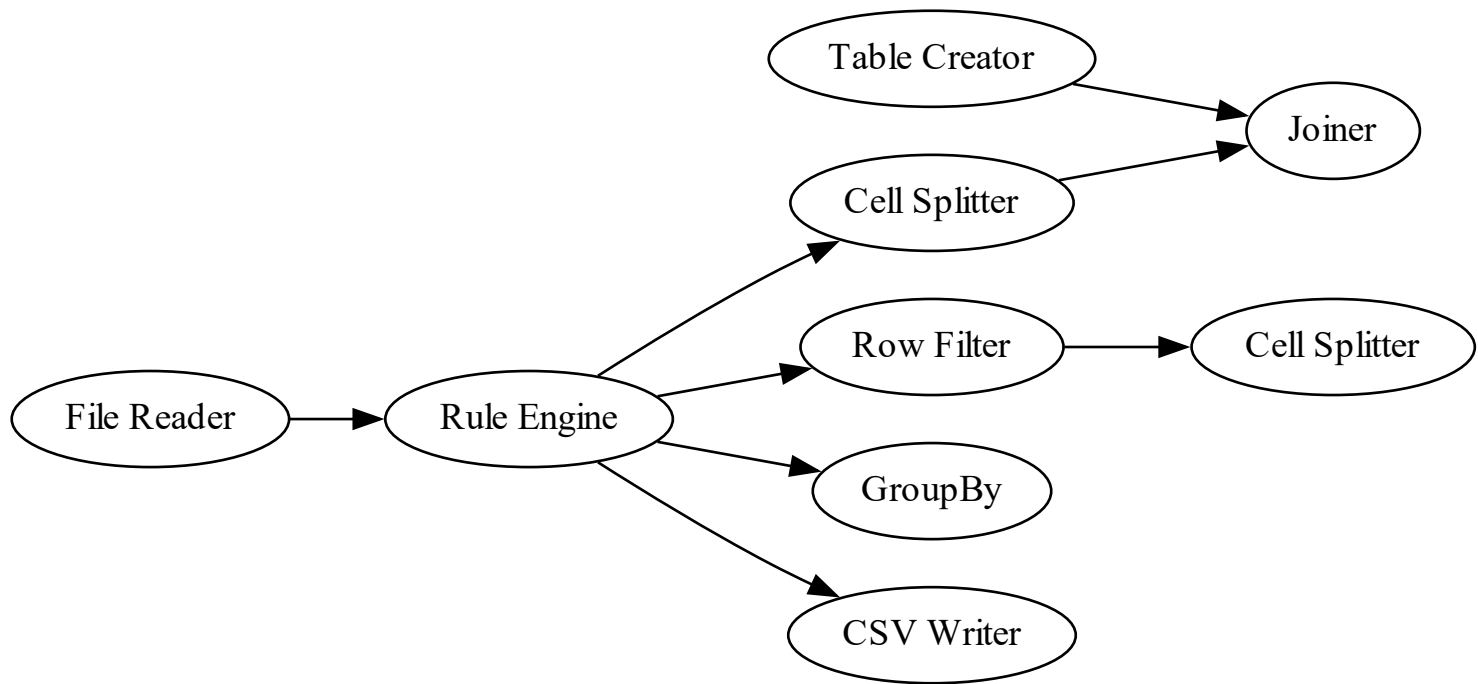 Table Creator
Joiner
Cell Splitter
Row Filter
Cell Splitter
File Reader
Rule Engine
GroupBy
CSV Writer